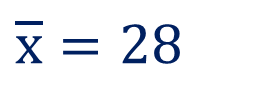 x̅ = 28